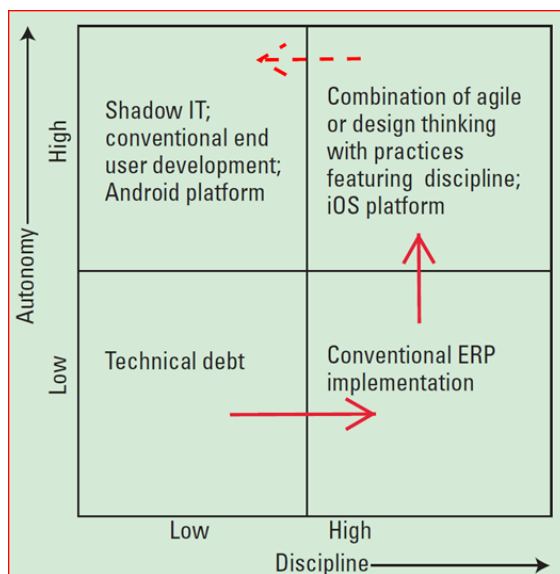 Autonomy
High
Low
Shadow IT;
conventional end
user development;
Android platform
Combination of agile
or design thinking
with practices
featuring discipline;
iOS platform
Technical debt
Conventional ERP
implementation
Low
High
Discipline